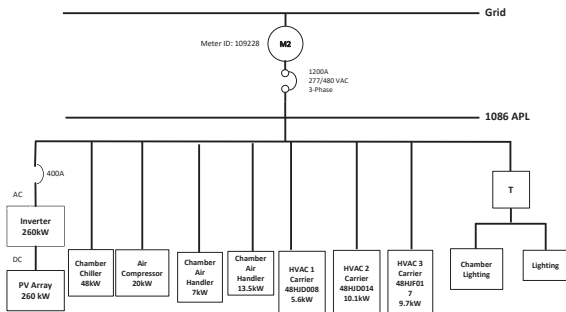 Grid
Meter ID: 109228
M2
1200A
277/480 VAC
3-Phase
1086 APL
400A
AC
T
Inverter
260kW
DC
PV Array
260 kW
Chamber
Chiller
48kW
Air
Compressor
20kW
Chamber
Air
Handler
7kW
Chamber
Air
Handler
13.5kW
HVAC 1
Carrier
48HJD008
5.6kW
HVAC 2
Carrier
48HJD014
10.1kW
HVAC 3
Carrier
48HJF01
7
9.7kW
Chamber
Lighting
Lighting